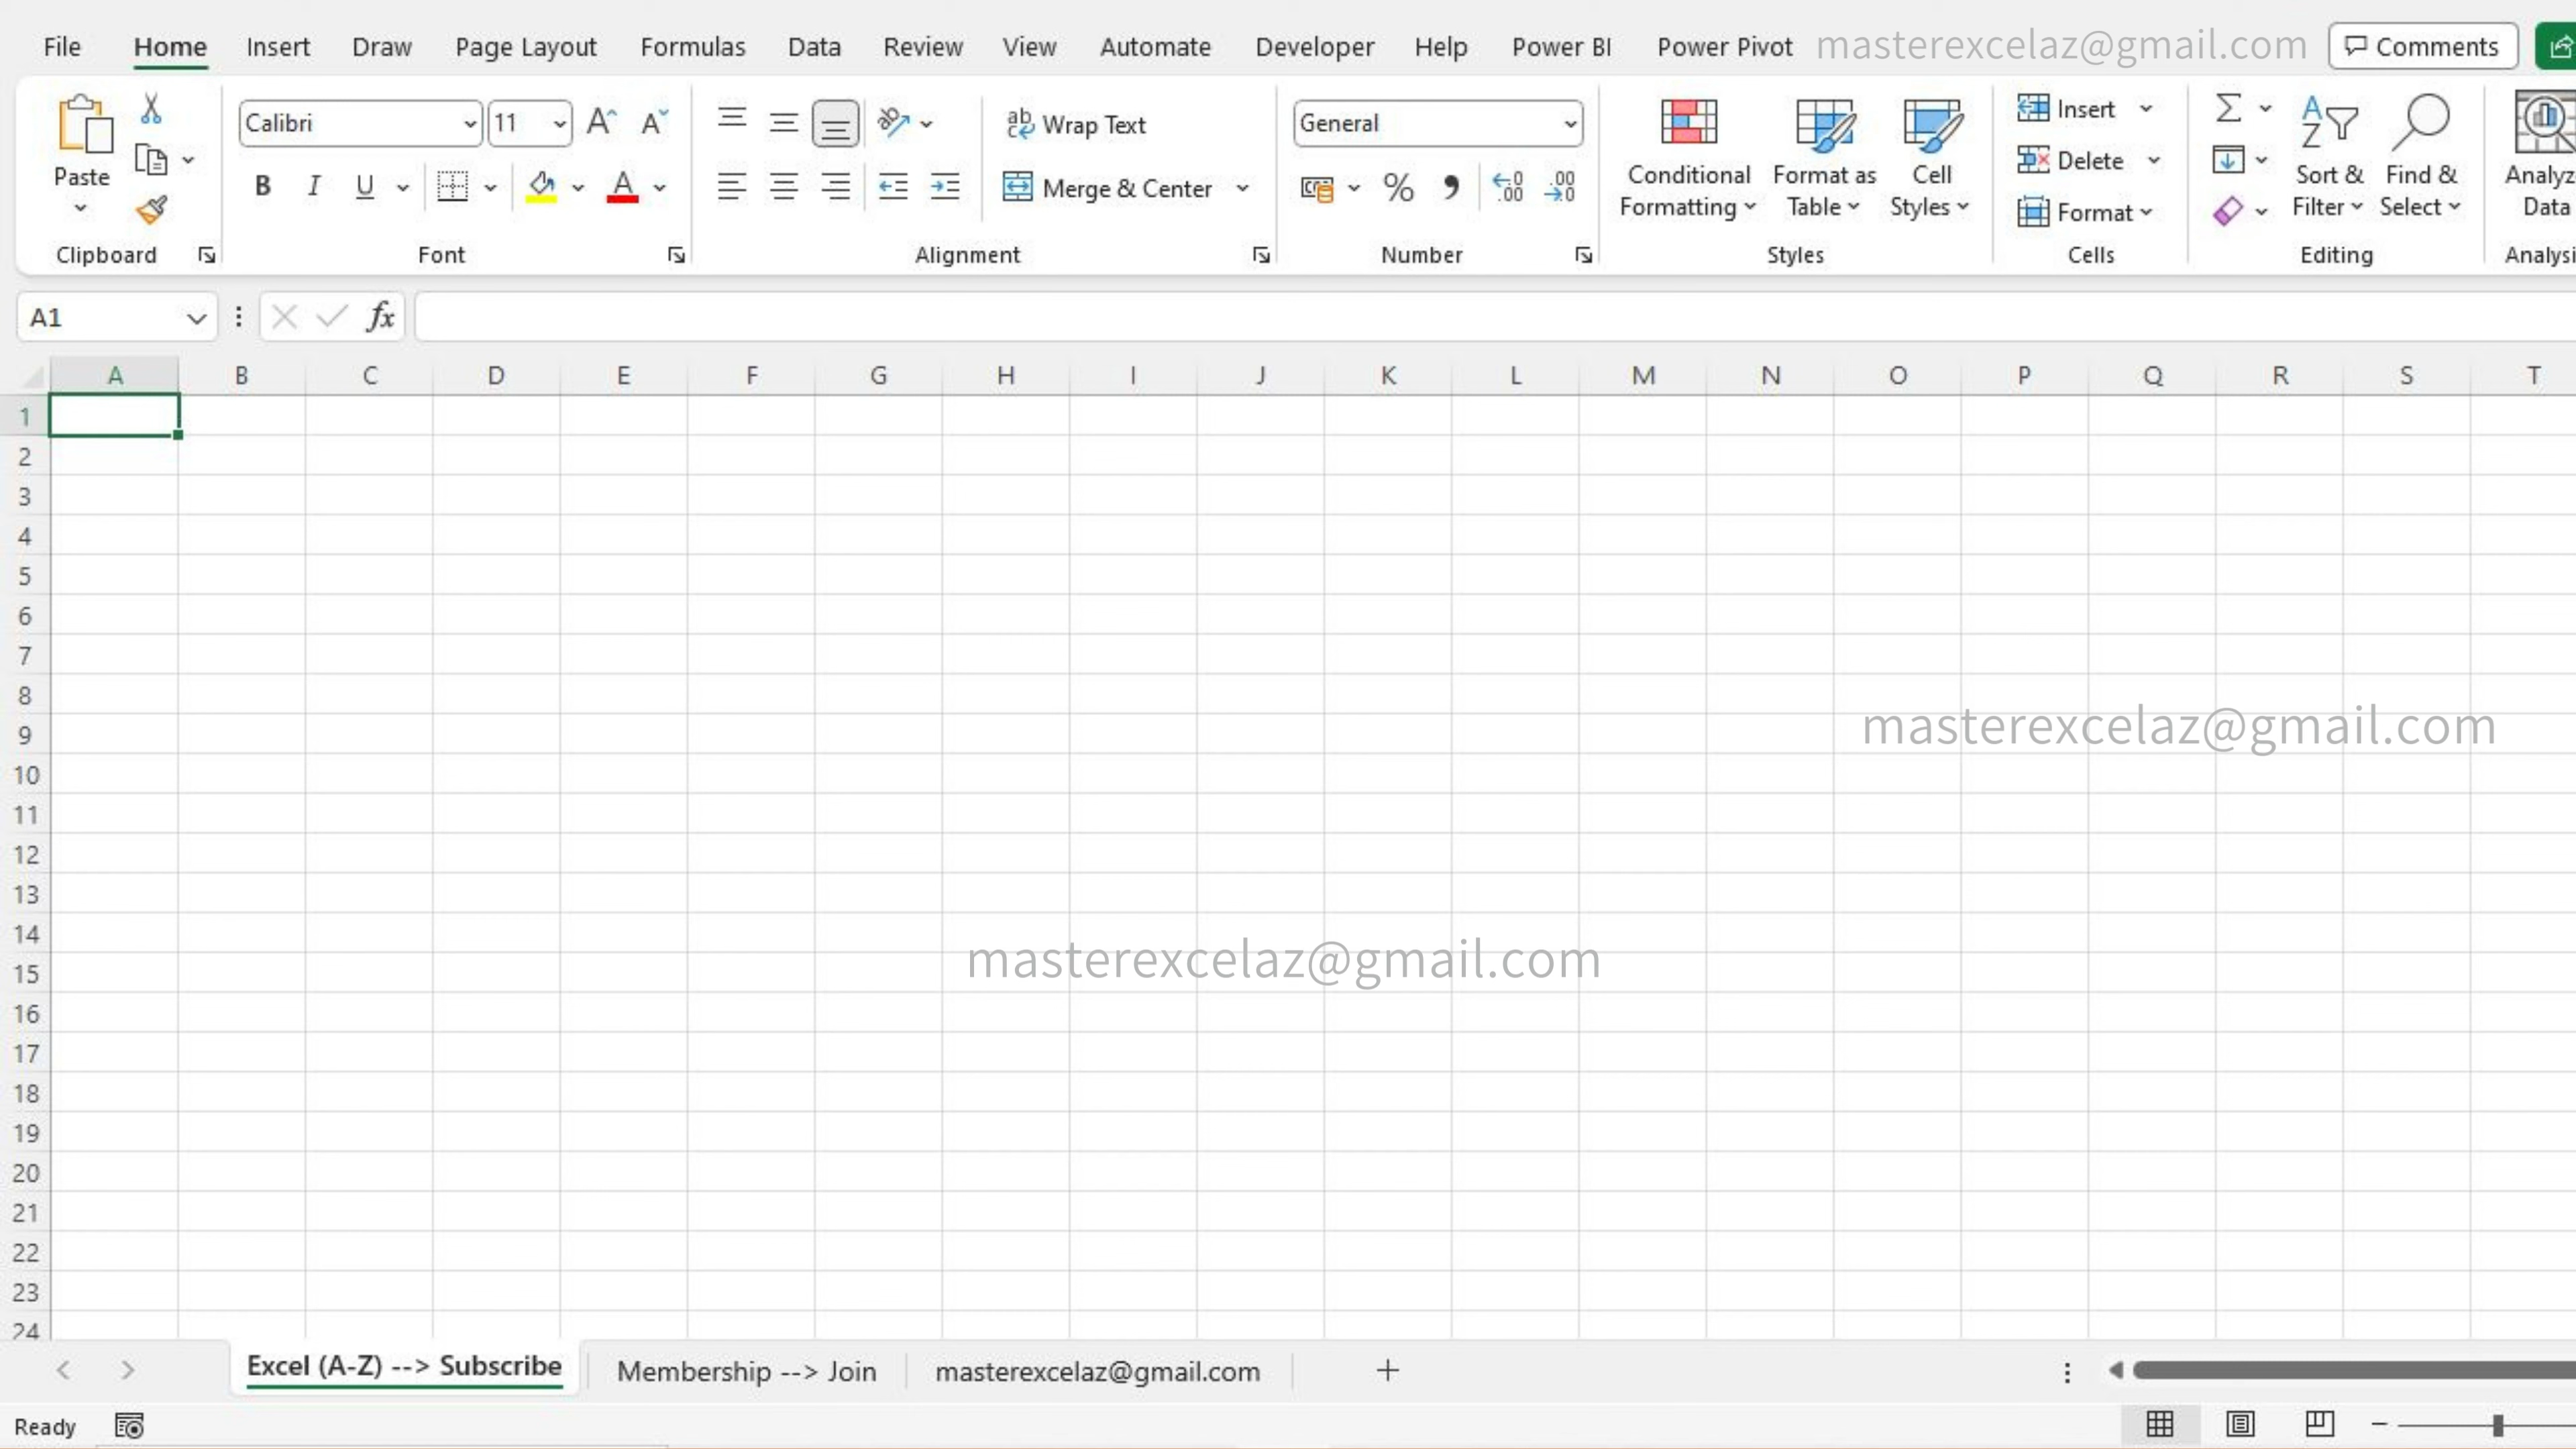 File Home Insert Draw Page Layout Formulas Data Review View Automate Developer Help Power BI Power Pivot masterexcelaz@gmail.com Comments
Calibri 11 Wrap Text General Insert
Paste Merge & Center Conditional Formatting Format as Table Cell Styles Delete Sort & Filter Find & Select Data
Format
Clipboard Font Alignment Number Styles Cells Editing
A1 fx
A B C D E F G H I J K L M N O P Q R S T
1
2
3
4
5
6
7
8
9 masterexcelaz@gmail.com
10
11
12
13
14
15 masterexcelaz@gmail.com
16
17
18
19
20
21
22
23
24
Excel (A-Z) --> Subscribe Membership --> Join masterexcelaz@gmail.com +
Ready